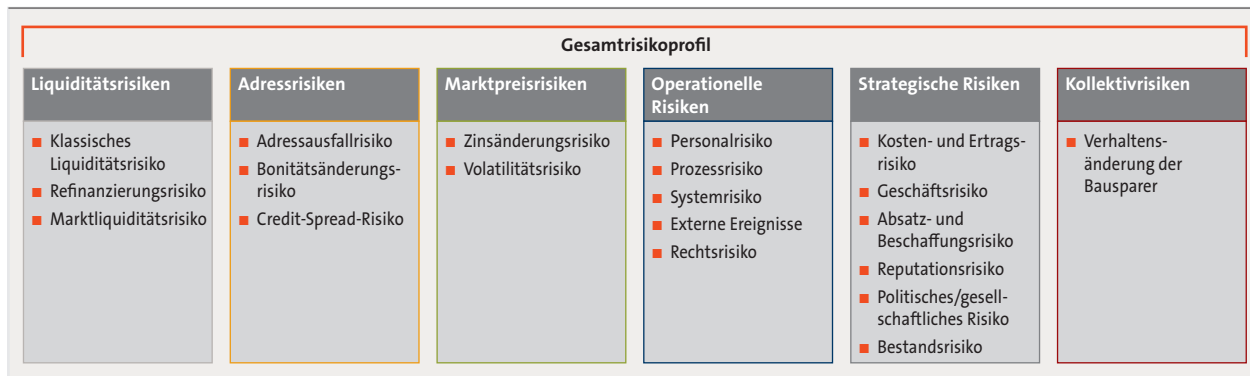 Gesamtrisikoprofil
Liquiditätsrisiken
Klassisches
Liquiditätsrisiko
Refinanzierungsrisiko
Marktliquiditätsrisiko
Adressrisiken
Adressausfallrisiko
Bonitätsänderungs-
risiko
Credit-Spread-Risiko
Marktpreisrisiken
Zinsänderungsrisiko
Volatilitätsrisiko
Operationelle
Risiken
Personalrisiko
Prozessrisiko
Systemrisiko
Externe Ereignisse
Rechtsrisiko
Strategische Risiken
Kosten- und Ertrags-
risiko
Geschäftsrisiko
Absatz- und
Beschaffungsrisiko
Reputationsrisiko
Politisches/gesell-
schaftliches Risiko
Bestandsrisiko
Kollektivrisiken
Verhaltens-
änderung der
Bausparer